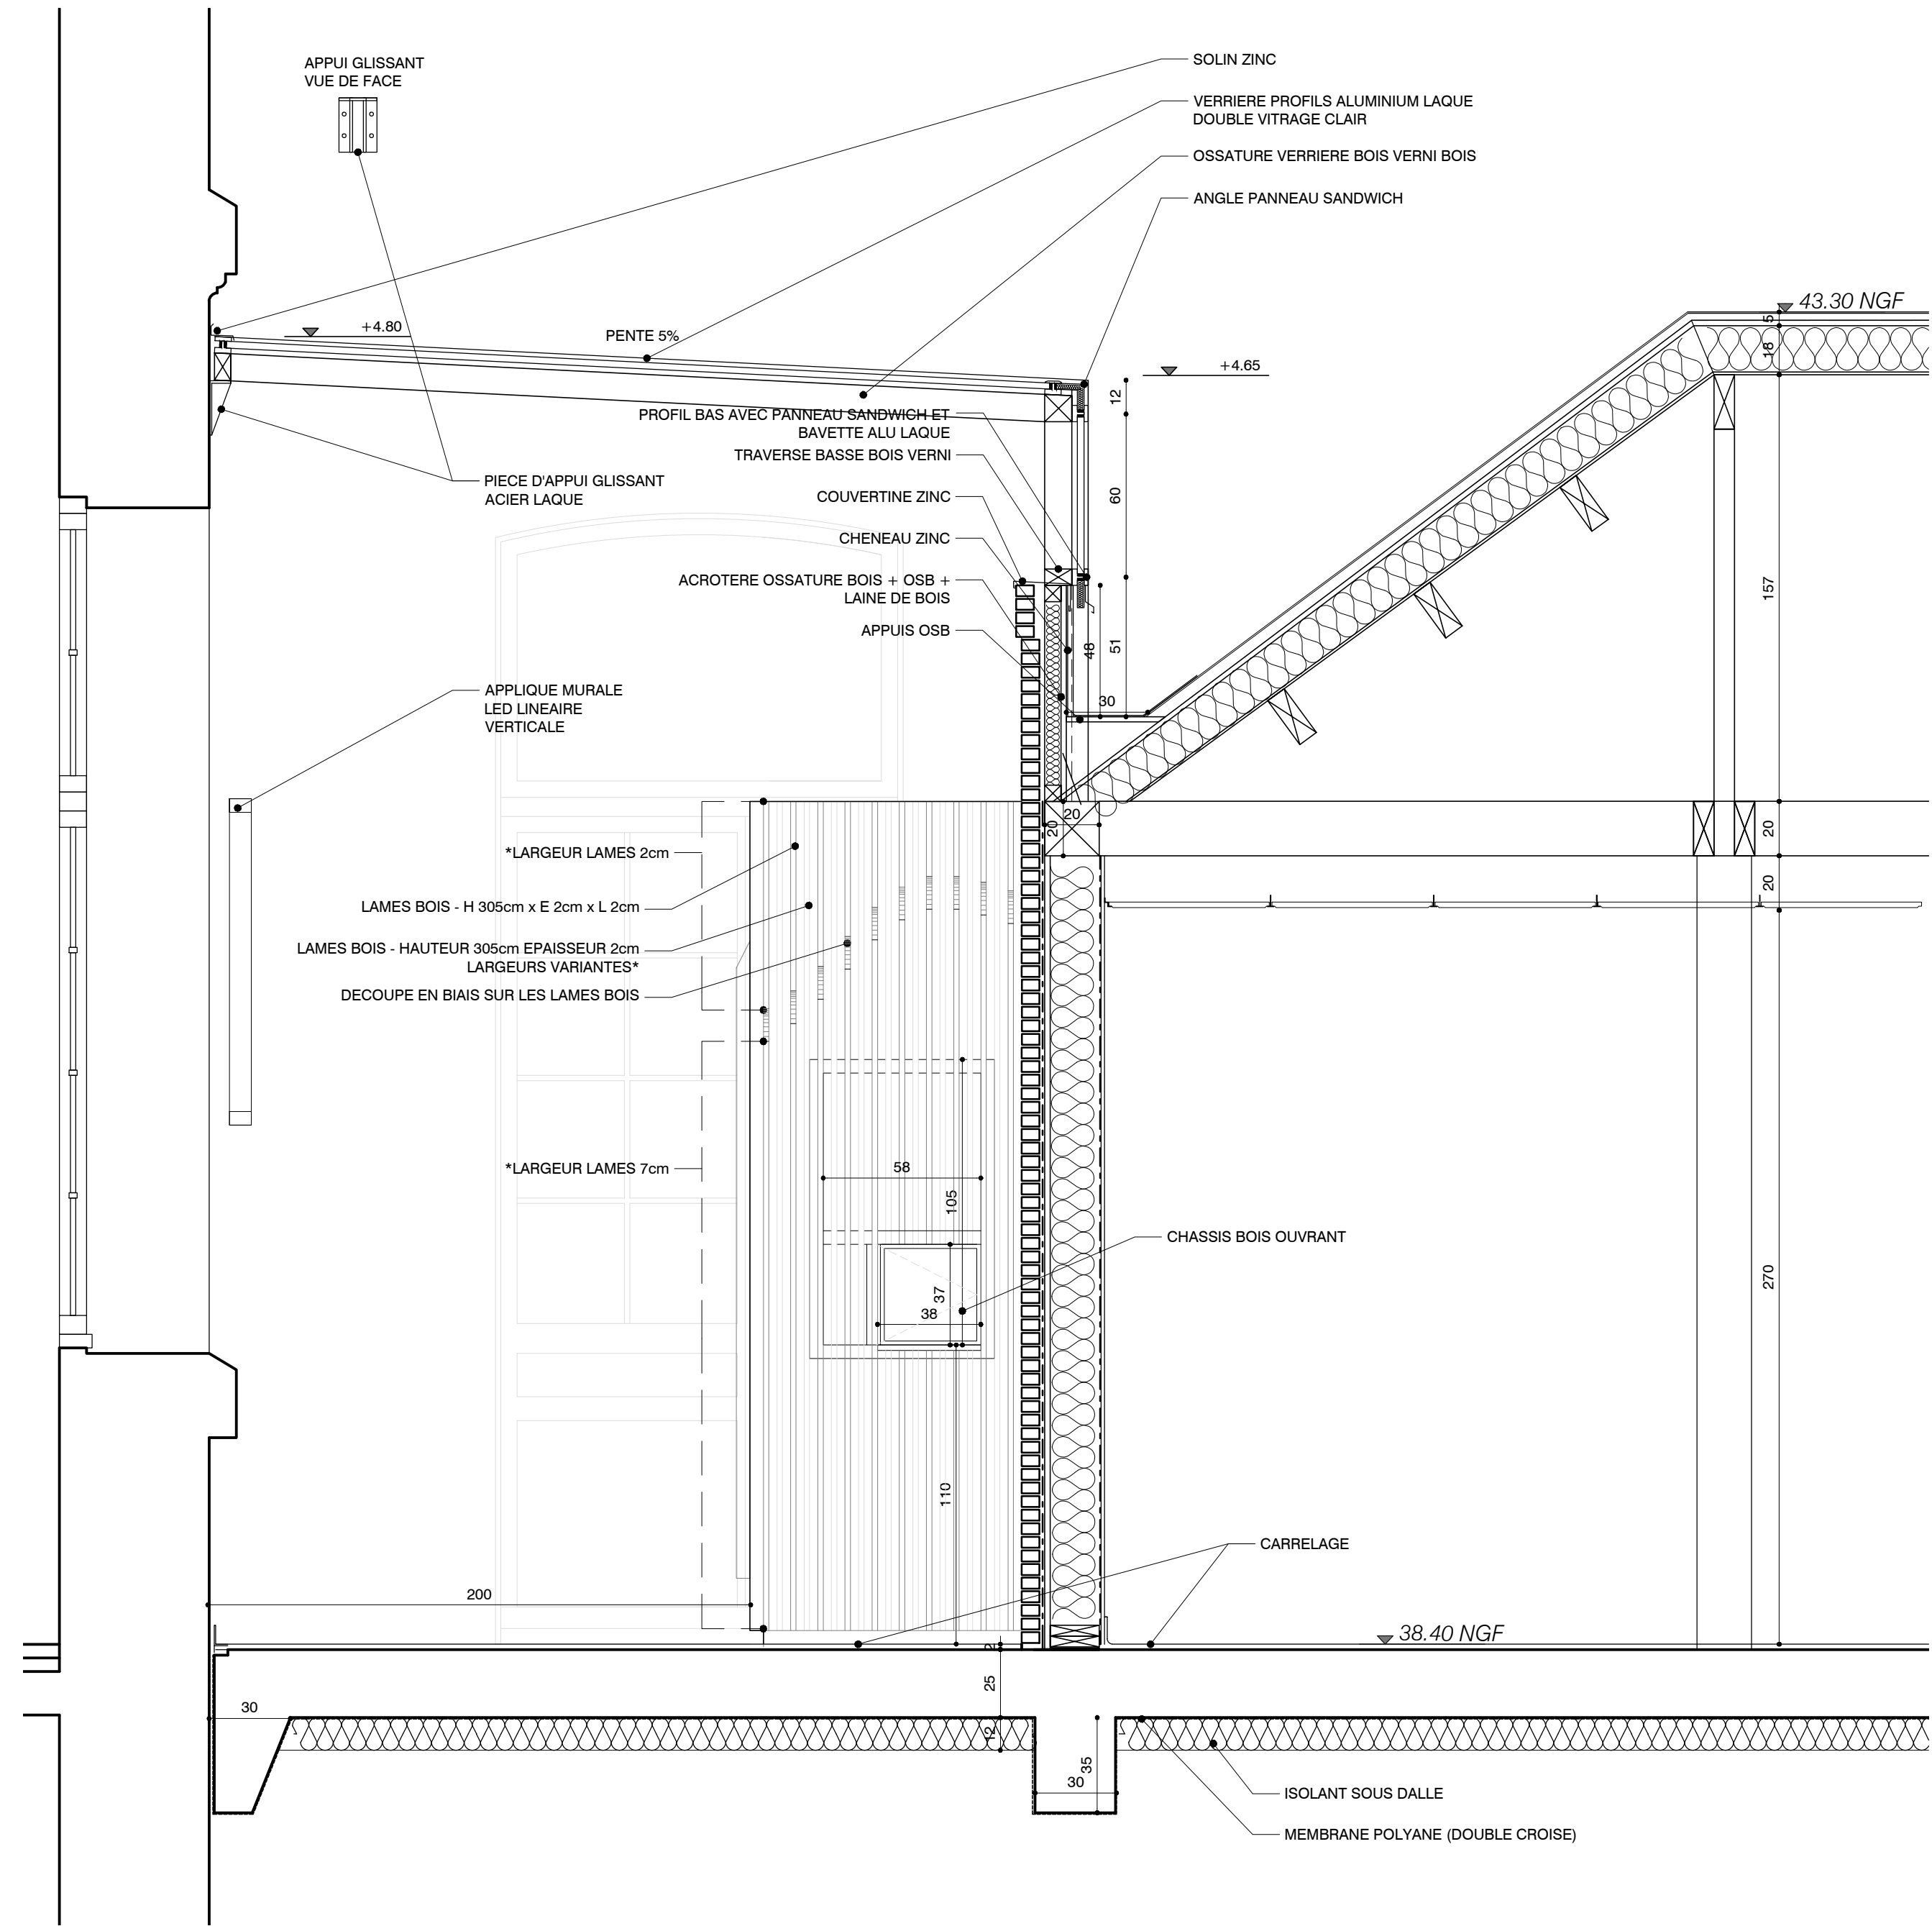 APPUI GLISSANT
VUE DE FACE
SOLIN ZINC
VERRIERE PROFILS ALUMINIUM LAQUE
DOUBLE VITRAGE CLAIR
OSSATURE VERRIERE BOIS VERNI BOIS
ANGLE PANNEAU SANDWICH
43.30 NGF
+4.80
PENTE 5%
+4.65
5
18
12
PROFIL BAS AVEC PANNEAU SANDWICH ET
BAVETTE ALU LAQUE
TRAVERSE BASSE BOIS VERNI
PIECE D'APPUI GLISSANT
ACIER LAQUE
COUVERTINE ZINC
60
CHENEAU ZINC
ACROTERE OSSATURE BOIS + OSB +
LAINE DE BOIS
157
APPUIS OSB
48
51
30
APPLIQUE MURALE
LED LINEAIRE
VERTICALE
20
20
20
*LARGEUR LAMES 2cm
20
LAMES BOIS - H 305cm x E 2cm x L 2cm
LAMES BOIS - HAUTEUR 305cm EPAISSEUR 2cm
LARGEURS VARIANTES*
DECOUPE EN BIAIS SUR LES LAMES BOIS
*LARGEUR LAMES 7cm
58
105
CHASSIS BOIS OUVRANT
270
37
38
110
CARRELAGE
200
38.40 NGF
2
25
30
12
35
30
ISOLANT SOUS DALLE
MEMBRANE POLYANE (DOUBLE CROISE)